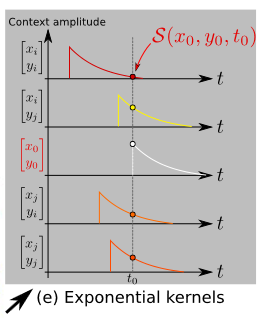 Context amplitude
S(x₀, y₀, t₀)
[xᵢ
yᵢ]
t
[xᵢ
yⱼ]
t
[x₀
y₀]
t
[xⱼ
yᵢ]
t
[xⱼ
yⱼ]
t
t₀
(e) Exponential kernels